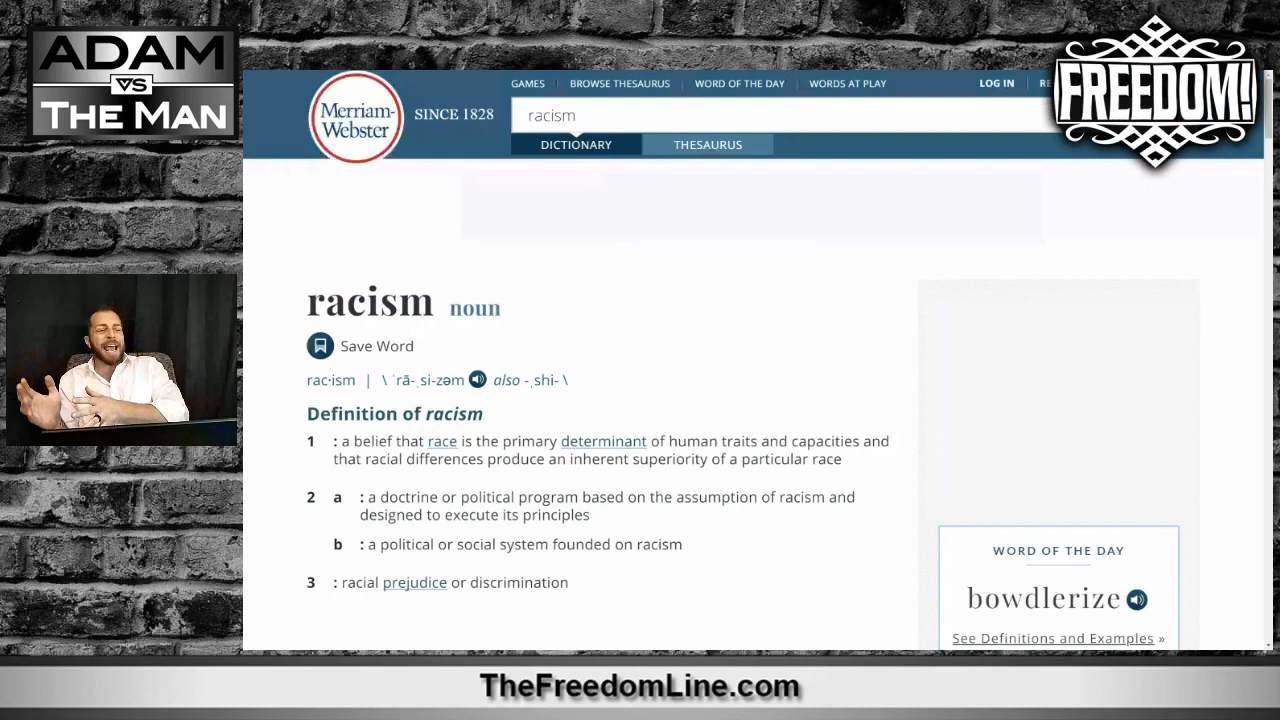 ADAM
VS
THE MAN
FREEDOM!
Merriam-
Webster
SINCE 1828
GAMES
BROWSE THESAURUS
WORD OF THE DAY
WORDS AT PLAY
LOG IN
racism
DICTIONARY
THESAURUS
racism noun
Save Word
rac·ism | \ ˈrā-ˌsi-zəm also -ˌshi- \
Definition of racism
1 : a belief that race is the primary determinant of human traits and capacities and
that racial differences produce an inherent superiority of a particular race
2 a : a doctrine or political program based on the assumption of racism and
designed to execute its principles
b : a political or social system founded on racism
3 : racial prejudice or discrimination
WORD OF THE DAY
bowdlerize
See Definitions and Examples »
TheFreedomLine.com